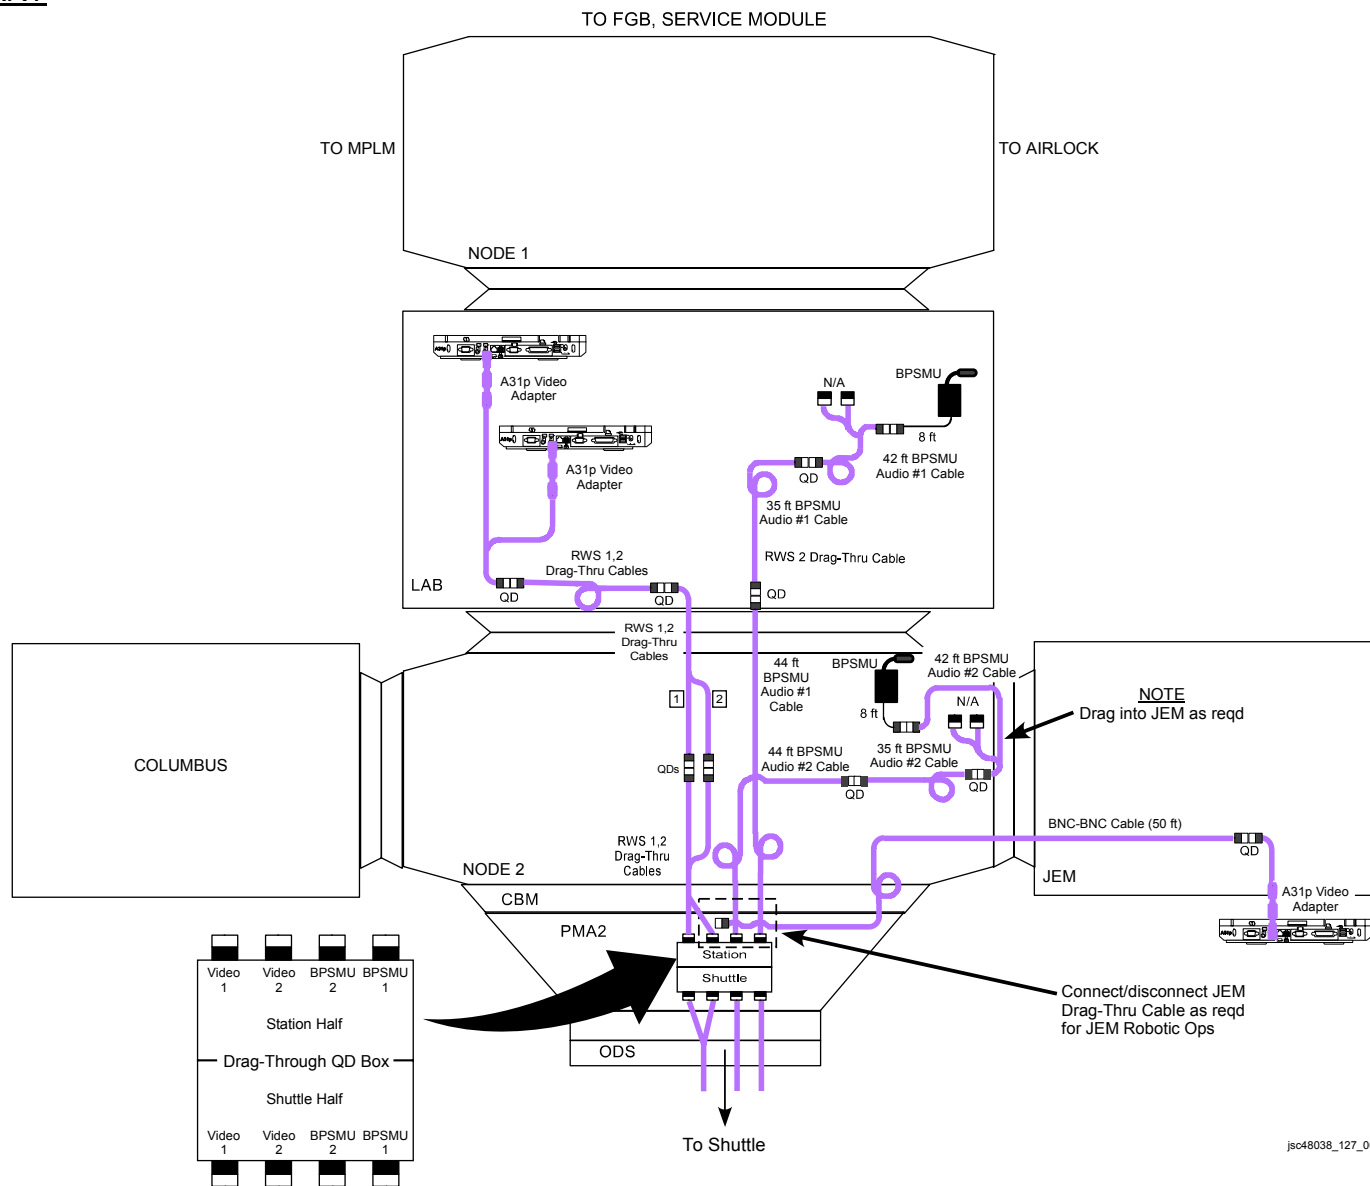 TO FGB, SERVICE MODULE
TO MPLM
TO AIRLOCK
NODE 1
A31p Video
Adapter
A31p Video
Adapter
N/A
BPSMU
8 ft
42 ft BPSMU
Audio #1 Cable
QD
35 ft BPSMU
Audio #1 Cable
RWS 2 Drag-Thru Cable
RWS 1,2
Drag-Thru Cables
LAB
QD
QD
QD
RWS 1,2
Drag-Thru
Cables
44 ft
BPSMU
Audio #1
Cable
BPSMU
42 ft BPSMU
Audio #2 Cable
8 ft
N/A
NOTE
Drag into JEM as reqd
1
2
COLUMBUS
QDs
44 ft BPSMU
Audio #2 Cable
35 ft BPSMU
Audio #2 Cable
QD
QD
BNC-BNC Cable (50 ft)
QD
RWS 1,2
Drag-Thru
Cables
NODE 2
JEM
CBM
A31p Video
Adapter
PMA2
Station
Shuttle
Connect/disconnect JEM
Drag-Thru Cable as reqd
for JEM Robotic Ops
ODS
To Shuttle
Video
1
Video
2
BPSMU
2
BPSMU
1
Station Half
Drag-Through QD Box
Shuttle Half
Video
1
Video
2
BPSMU
2
BPSMU
1